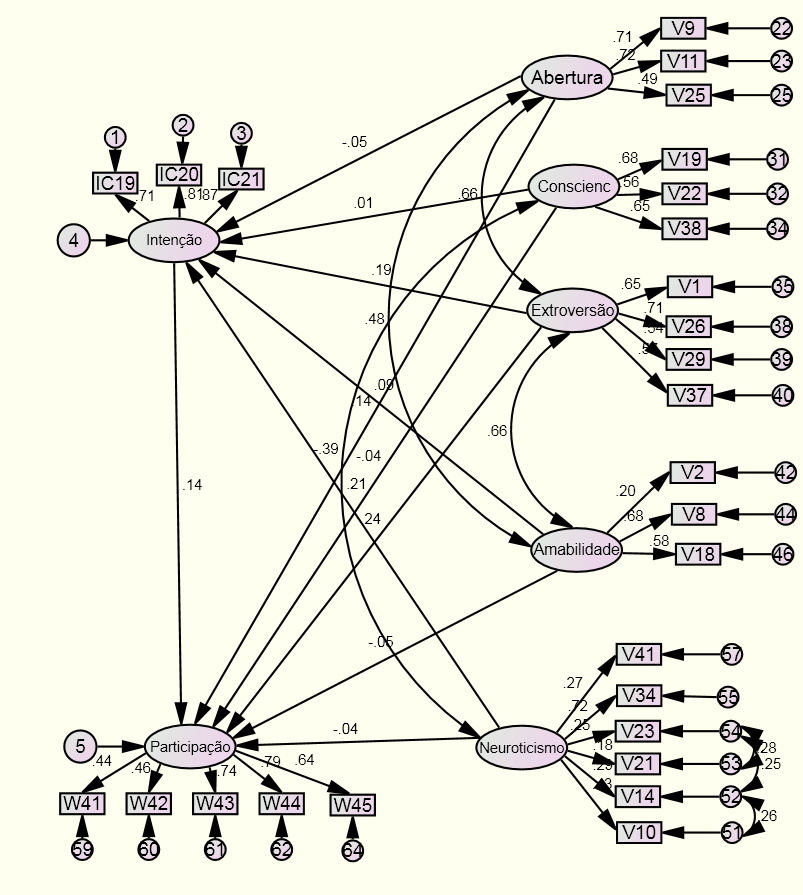 V9
22
.71
Abertura
.72
V11
23
.49
V25
25
1
2
3
IC19
IC20
IC21
.71
.81
.87
-.05
.68
V19
31
Conscienc
.56
V22
32
.65
V38
34
.66
.01
4
Intenção
.19
.65
V1
35
Extroversão
.71
V26
38
.54
V29
39
V37
40
.48
.09
.14
.66
-.39
-.04
.21
.24
.14
V2
42
.20
.68
V8
44
Amabilidade
.58
V18
46
-.05
V41
57
.27
V34
55
.72
.25
V23
54
-.04
Neuroticismo
.18
V21
53
.28
.25
V14
52
.26
V10
51
5
Participação
.44
.46
.74
.79
.64
W41
W42
W43
W44
W45
59
60
61
62
64